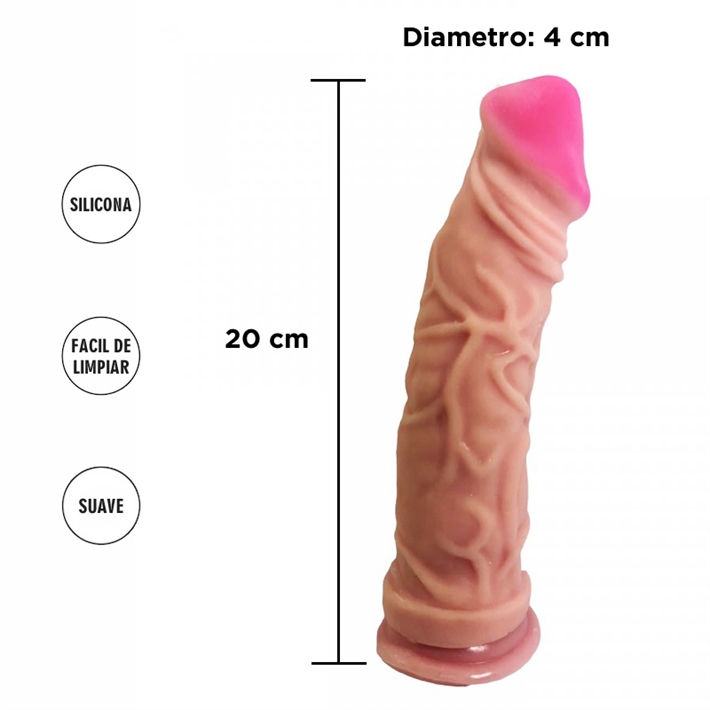 Diametro: 4 cm
SILICONA
20 cm
FACIL DE
LIMPIAR
SUAVE